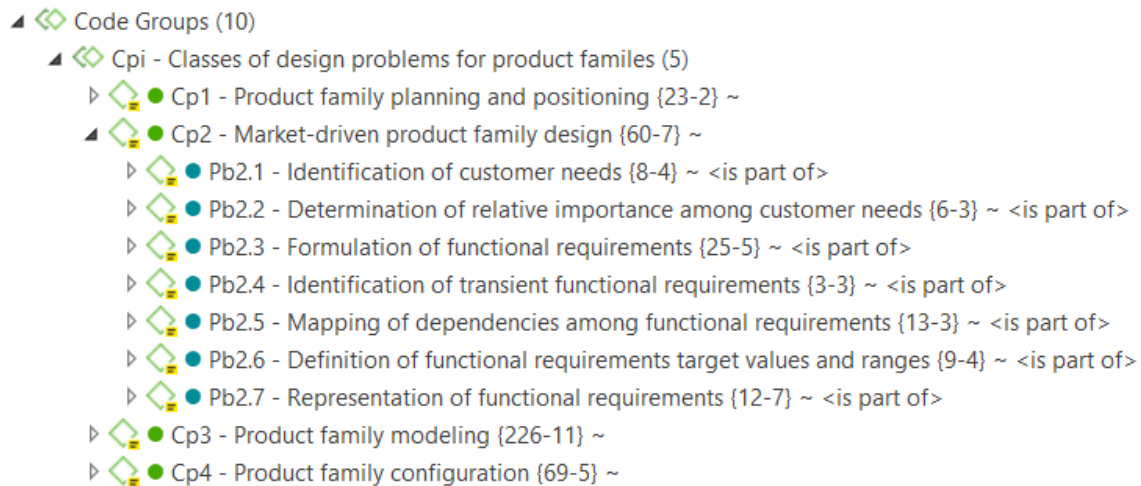 Code Groups (10)
Cpi - Classes of design problems for product familes (5)
Cp1 - Product family planning and positioning {23-2} ~
Cp2 - Market-driven product family design {60-7} ~
Pb2.1 - Identification of customer needs {8-4} ~ <is part of>
Pb2.2 - Determination of relative importance among customer needs {6-3} ~ <is part of>
Pb2.3 - Formulation of functional requirements {25-5} ~ <is part of>
Pb2.4 - Identification of transient functional requirements {3-3} ~ <is part of>
Pb2.5 - Mapping of dependencies among functional requirements {13-3} ~ <is part of>
Pb2.6 - Definition of functional requirements target values and ranges {9-4} ~ <is part of>
Pb2.7 - Representation of functional requirements {12-7} ~ <is part of>
Cp3 - Product family modeling {226-11} ~
Cp4 - Product family configuration {69-5} ~